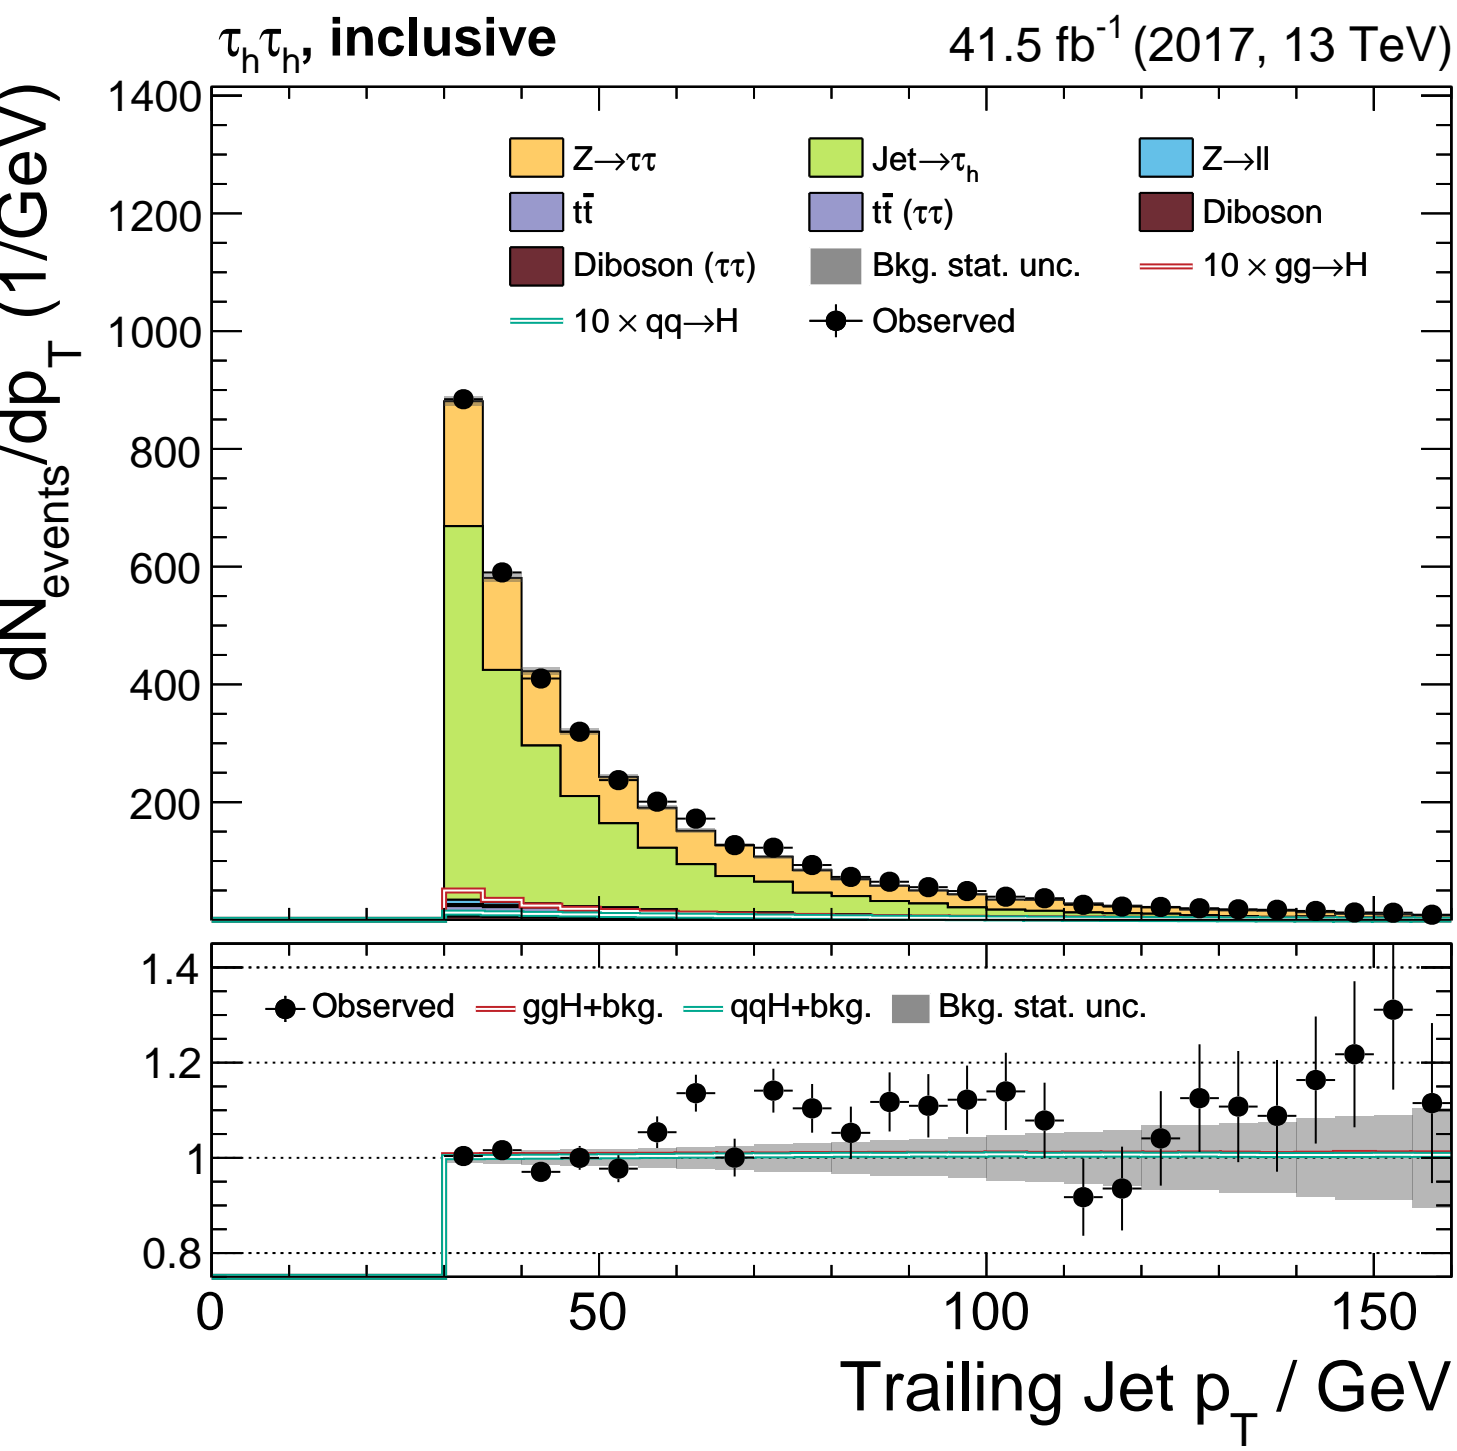 τhτh, inclusive 41.5 fb-1 (2017, 13 TeV)
dNevents/dpT (1/GeV)
1400
1200
1000
800
600
400
200
Z→ττ Jet→τh Z→ll
tt̄ tt̄ (ττ) Diboson
Diboson (ττ) Bkg. stat. unc. 10 × gg→H
10 × qq→H Observed
1.4
1.2
1
0.8
Observed ggH+bkg. qqH+bkg. Bkg. stat. unc.
0 50 100 150
Trailing Jet pT / GeV